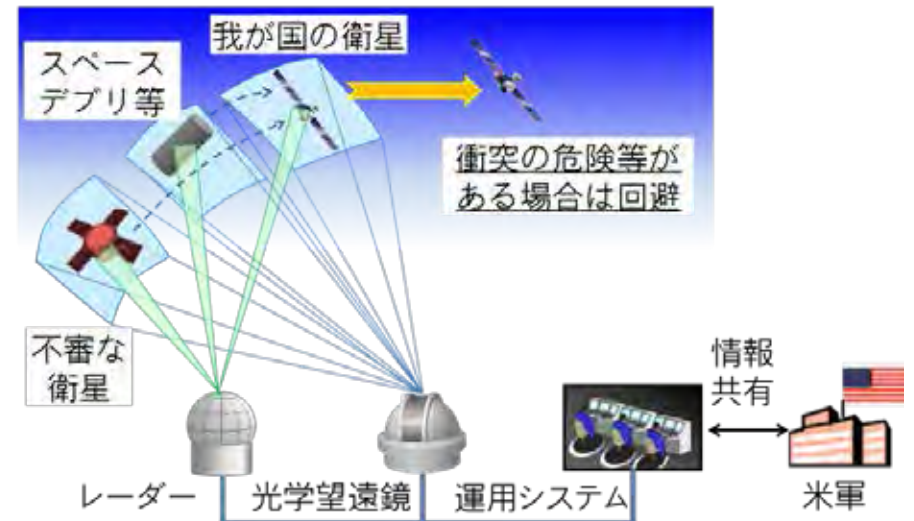 我が国の衛星
スペース
デブリ等
衝突の危険等が
ある場合は回避
不審な
衛星
情報
共有
レーダー
光学望遠鏡
運用システム
米軍